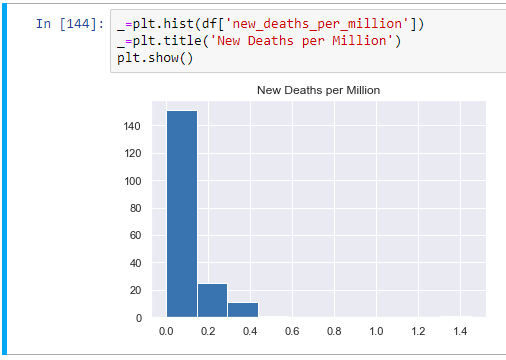 In [144]: _=plt.hist(df['new_deaths_per_million'])
_=plt.title('New Deaths per Million')
plt.show()
New Deaths per Million
140
120
100
80
60
40
20
0
0.0 0.2 0.4 0.6 0.8 1.0 1.2 1.4